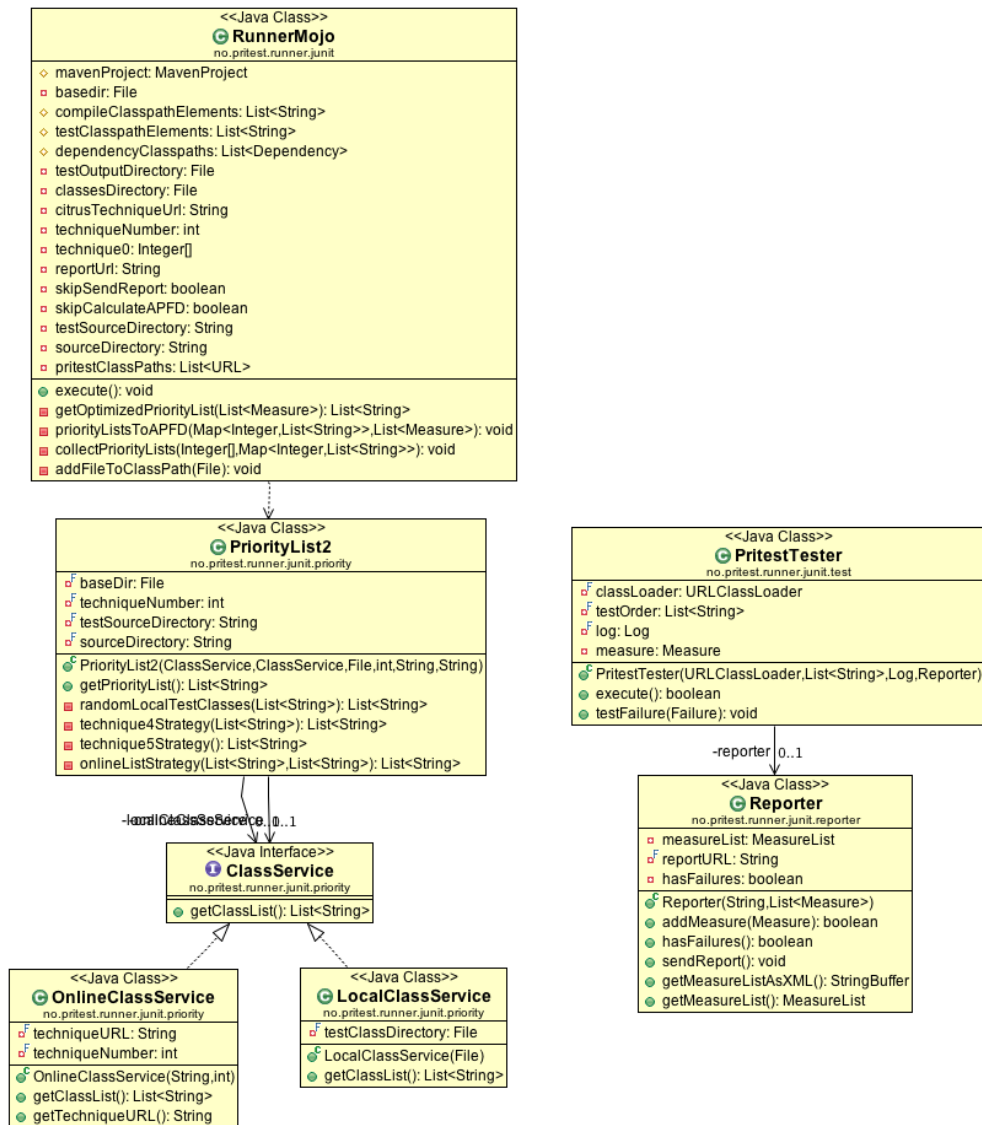 <<Java Class>>
RunnerMojo
no.pritest.runner.junit
mavenProject: MavenProject
basedir: File
compileClasspathElements: List<String>
testClasspathElements: List<String>
dependencyClasspaths: List<Dependency>
testOutputDirectory: File
classesDirectory: File
citrusTechniqueUrl: String
techniqueNumber: int
technique0: Integer[]
reportUrl: String
skipSendReport: boolean
skipCalculateAPFD: boolean
testSourceDirectory: String
sourceDirectory: String
pritestClassPaths: List<URL>
execute(): void
getOptimizedPriorityList(List<Measure>): List<String>
priorityListsToAPFD(Map<Integer,List<String>>,List<Measure>): void
collectPriorityLists(Integer[],Map<Integer,List<String>>): void
addFileToClassPath(File): void
<<Java Class>>
PriorityList2
no.pritest.runner.junit.priority
baseDir: File
techniqueNumber: int
testSourceDirectory: String
sourceDirectory: String
PriorityList2(ClassService,ClassService,File,int,String,String)
getPriorityList(): List<String>
randomLocalTestClasses(List<String>): List<String>
technique4Strategy(List<String>): List<String>
technique5Strategy(): List<String>
onlineListStrategy(List<String>,List<String>): List<String>
<<Java Class>>
PritestTester
no.pritest.runner.junit.test
classLoader: URLClassLoader
testOrder: List<String>
log: Log
measure: Measure
PritestTester(URLClassLoader,List<String>,Log,Reporter)
execute(): boolean
testFailure(Failure): void
-reporter 0..1
<<Java Class>>
Reporter
no.pritest.runner.junit.reporter
measureList: MeasureList
reportURL: String
hasFailures: boolean
Reporter(String,List<Measure>)
addMeasure(Measure): boolean
hasFailures(): boolean
sendReport(): void
getMeasureListAsXML(): StringBuffer
getMeasureList(): MeasureList
<<Java Interface>>
ClassService
no.pritest.runner.junit.priority
getClassList(): List<String>
<<Java Class>>
OnlineClassService
no.pritest.runner.junit.priority
techniqueURL: String
techniqueNumber: int
OnlineClassService(String,int)
getClassList(): List<String>
getTechniqueURL(): String
<<Java Class>>
LocalClassService
no.pritest.runner.junit.priority
testClassDirectory: File
LocalClassService(File)
getClassList(): List<String>